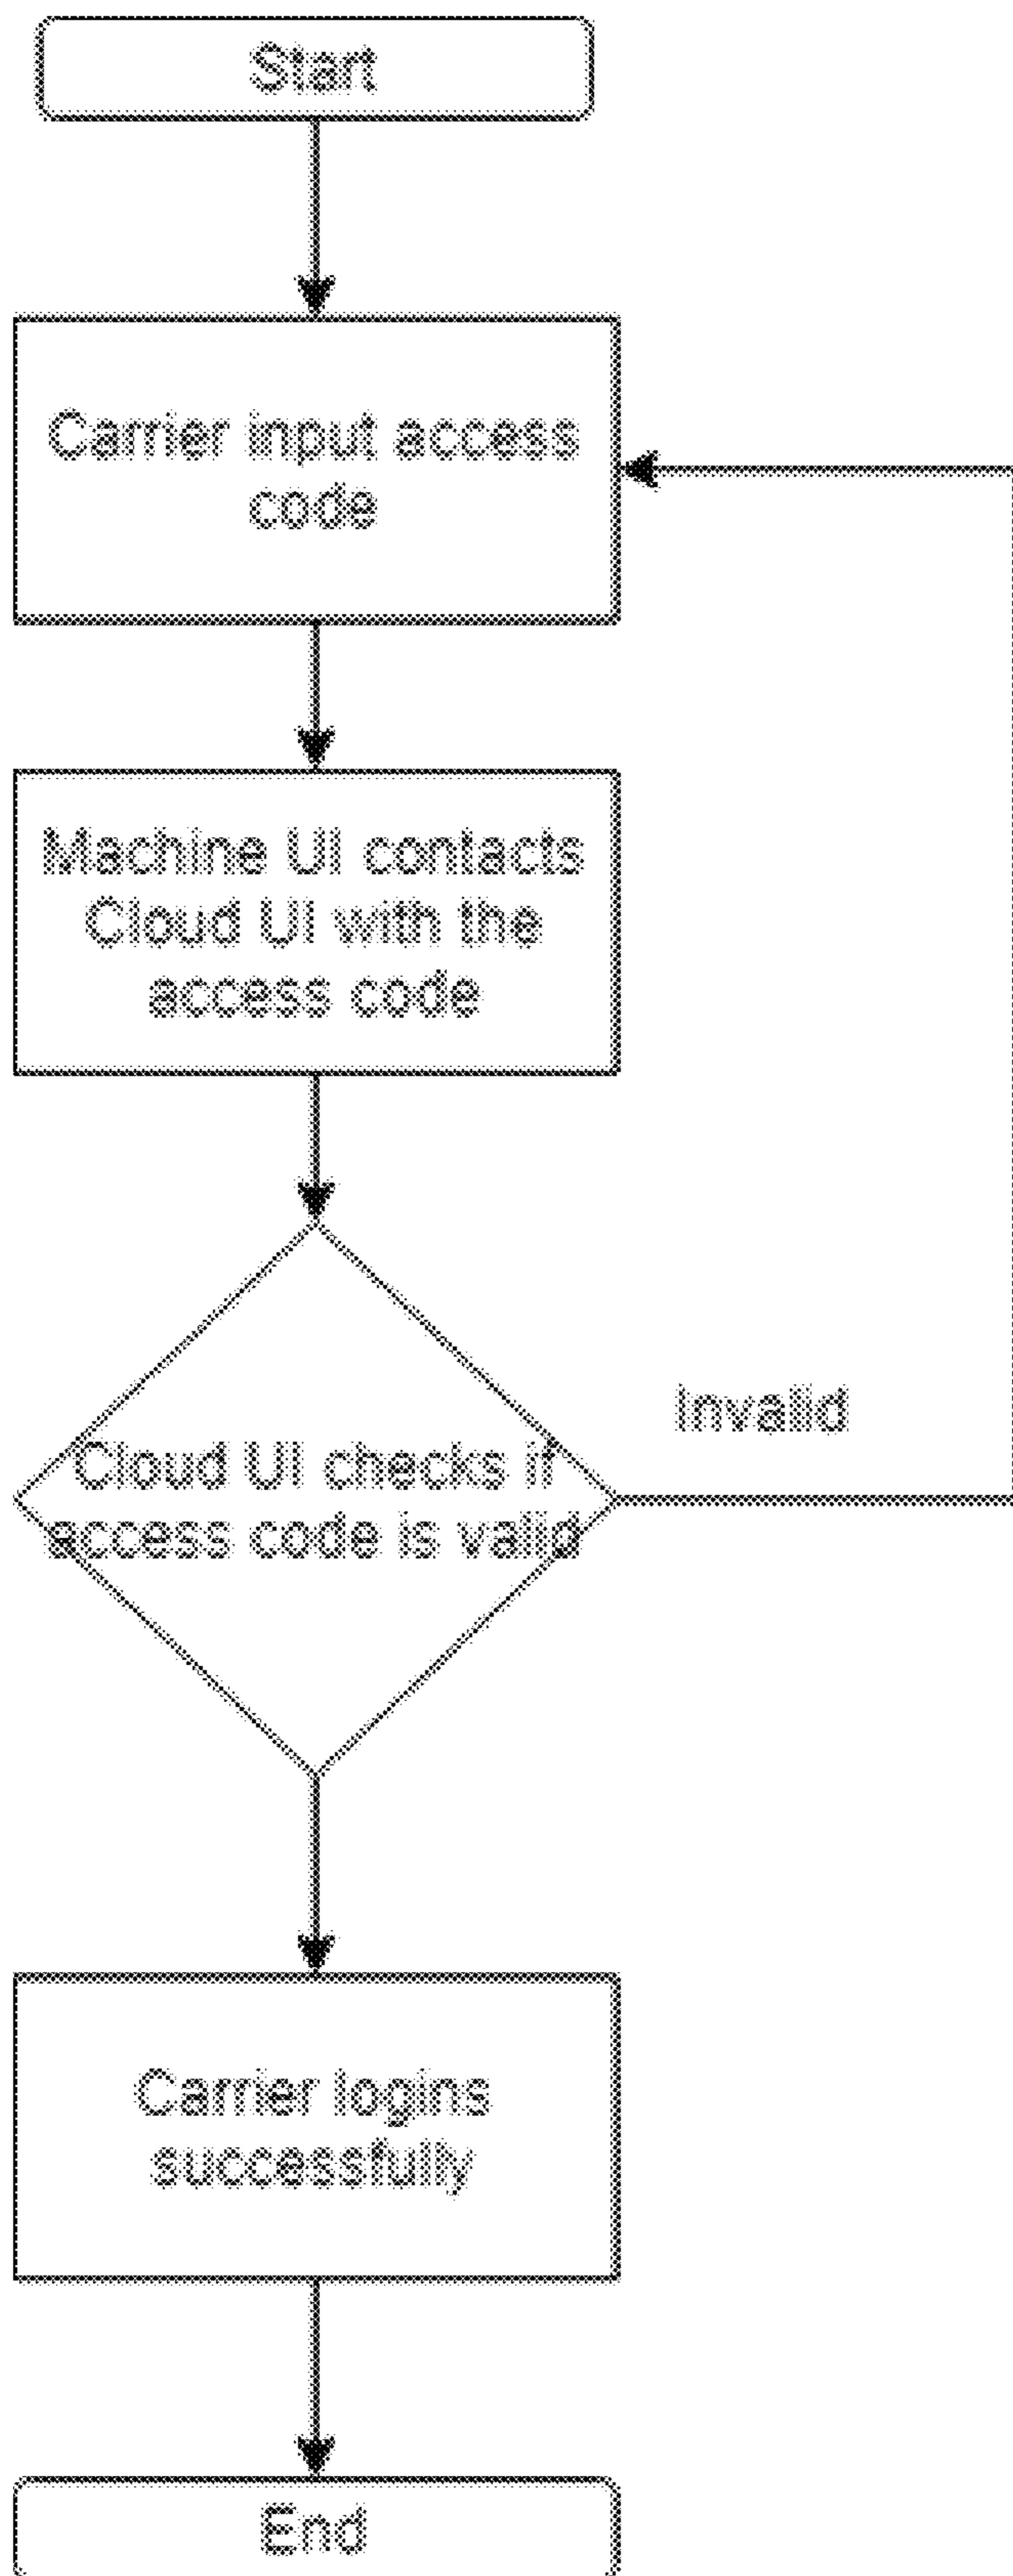 Start
Carrier input access
code
Machine UI contacts
Cloud UI with the
access code
Cloud UI checks if
access code is valid
Invalid
Carrier logins
successfully
End